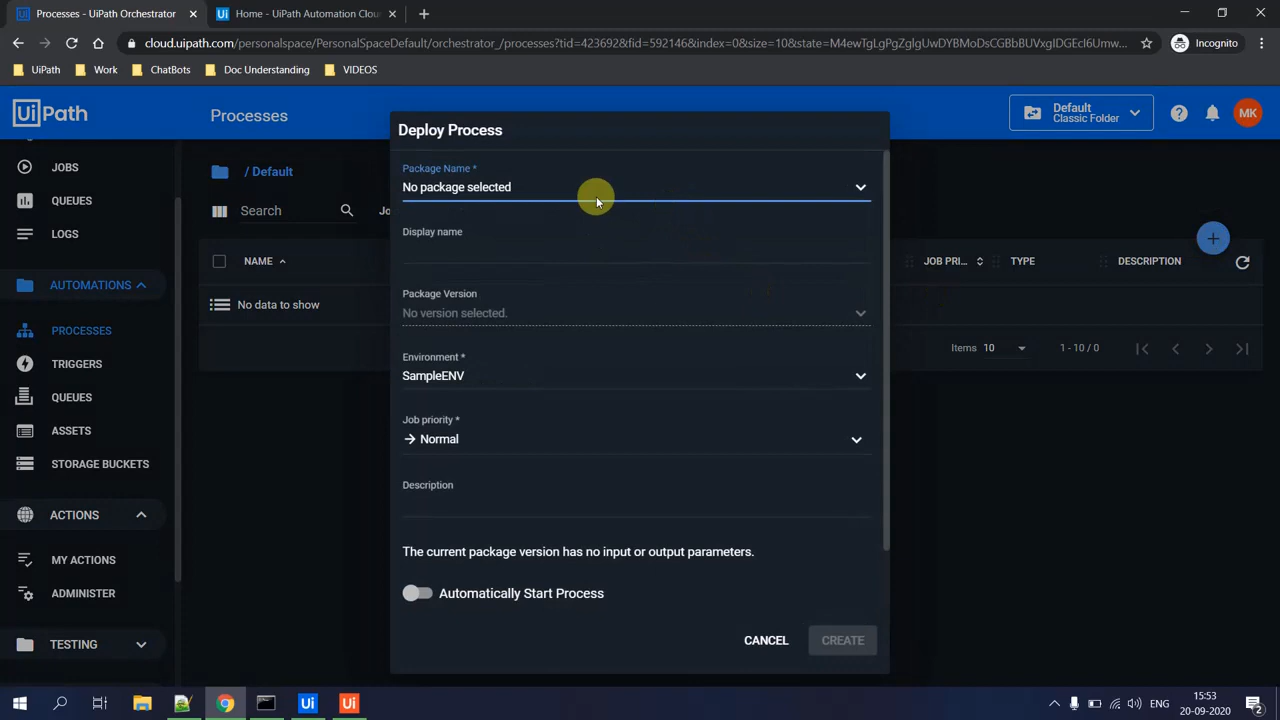 Processes - UiPath Orchestrator
Home - UiPath Automation Clou
cloud.uipath.com/personalspace/PersonalSpaceDefault/orchestrator_/processes?tid=423692&fid=592146&index=0&size=10&state=
Incognito
UiPath
Work
ChatBots
Doc Understanding
VIDEOS
UiPath
Processes
Default
Classic Folder
MK
JOBS
QUEUES
LOGS
AUTOMATIONS
PROCESSES
TRIGGERS
QUEUES
ASSETS
STORAGE BUCKETS
ACTIONS
MY ACTIONS
ADMINISTER
TESTING
/ Default
Search
Jo
NAME
JOB PRI...
TYPE
DESCRIPTION
No data to show
Items 10
1 - 10 / 0
Deploy Process
Package Name *
No package selected
Display name
Package Version
No version selected.
Environment *
SampleENV
Job priority *
Normal
Description
The current package version has no input or output parameters.
Automatically Start Process
CANCEL
CREATE
Ui
Ui
ENG
15:53
20-09-2020
2